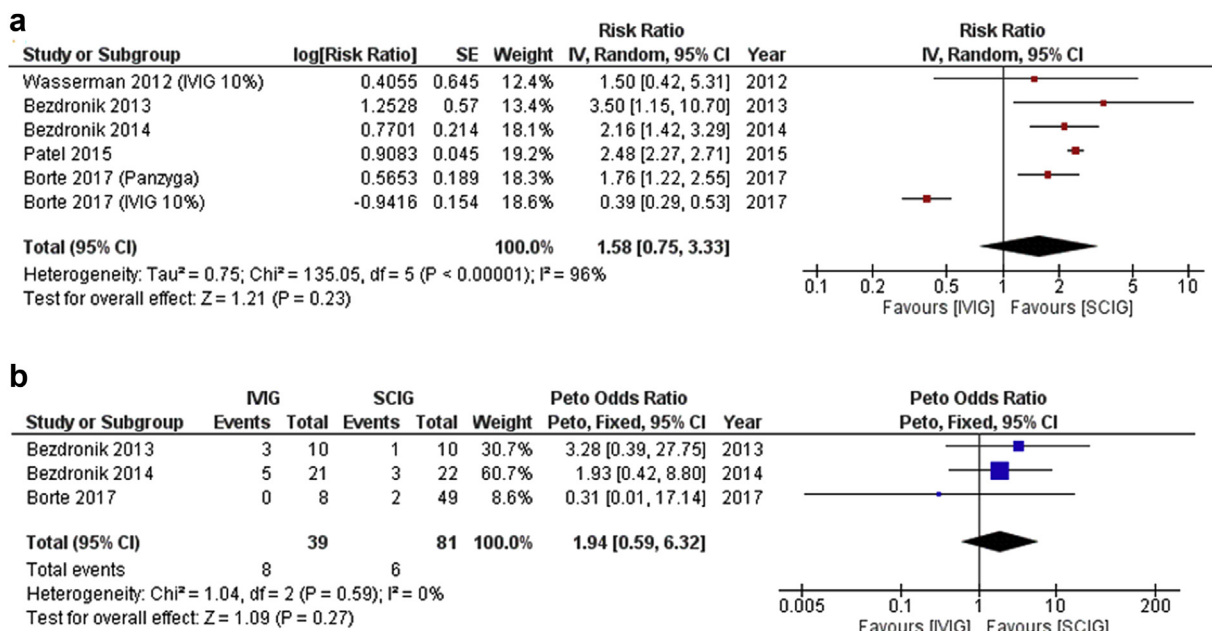 a
Risk Ratio Risk Ratio
Study or Subgroup log[Risk Ratio] SE Weight IV, Random, 95% CI Year IV, Random, 95% CI
Wasserman 2012 (IVIG 10%) 0.4055 0.645 12.4% 1.50 [0.42, 5.31] 2012
Bezdronik 2013 1.2528 0.57 13.4% 3.50 [1.15, 10.70] 2013
Bezdronik 2014 0.7701 0.214 18.1% 2.16 [1.42, 3.29] 2014
Patel 2015 0.9083 0.045 19.2% 2.48 [2.27, 2.71] 2015
Borte 2017 (Panzyga) 0.5653 0.189 18.3% 1.76 [1.22, 2.55] 2017
Borte 2017 (IVIG 10%) -0.9416 0.154 18.6% 0.39 [0.29, 0.53] 2017
Total (95% CI) 100.0% 1.58 [0.75, 3.33]
Heterogeneity: Tau² = 0.75; Chi² = 135.05, df = 5 (P < 0.00001); I² = 96%
Test for overall effect: Z = 1.21 (P = 0.23)
0.1 0.2 0.5 1 2 5 10
Favours [IVIG] Favours [SCIG]
b
IVIG SCIG Peto Odds Ratio Peto Odds Ratio
Study or Subgroup Events Total Events Total Weight Peto, Fixed, 95% CI Year Peto, Fixed, 95% CI
Bezdronik 2013 3 10 1 10 30.7% 3.28 [0.39, 27.75] 2013
Bezdronik 2014 5 21 3 22 60.7% 1.93 [0.42, 8.80] 2014
Borte 2017 0 8 2 49 8.6% 0.31 [0.01, 17.14] 2017
Total (95% CI) 39 81 100.0% 1.94 [0.59, 6.32]
Total events 8 6
Heterogeneity: Chi² = 1.04, df = 2 (P = 0.59); I² = 0%
Test for overall effect: Z = 1.09 (P = 0.27)
0.005 0.1 1 10 200
Favours [IVIG] Favours [SCIG]